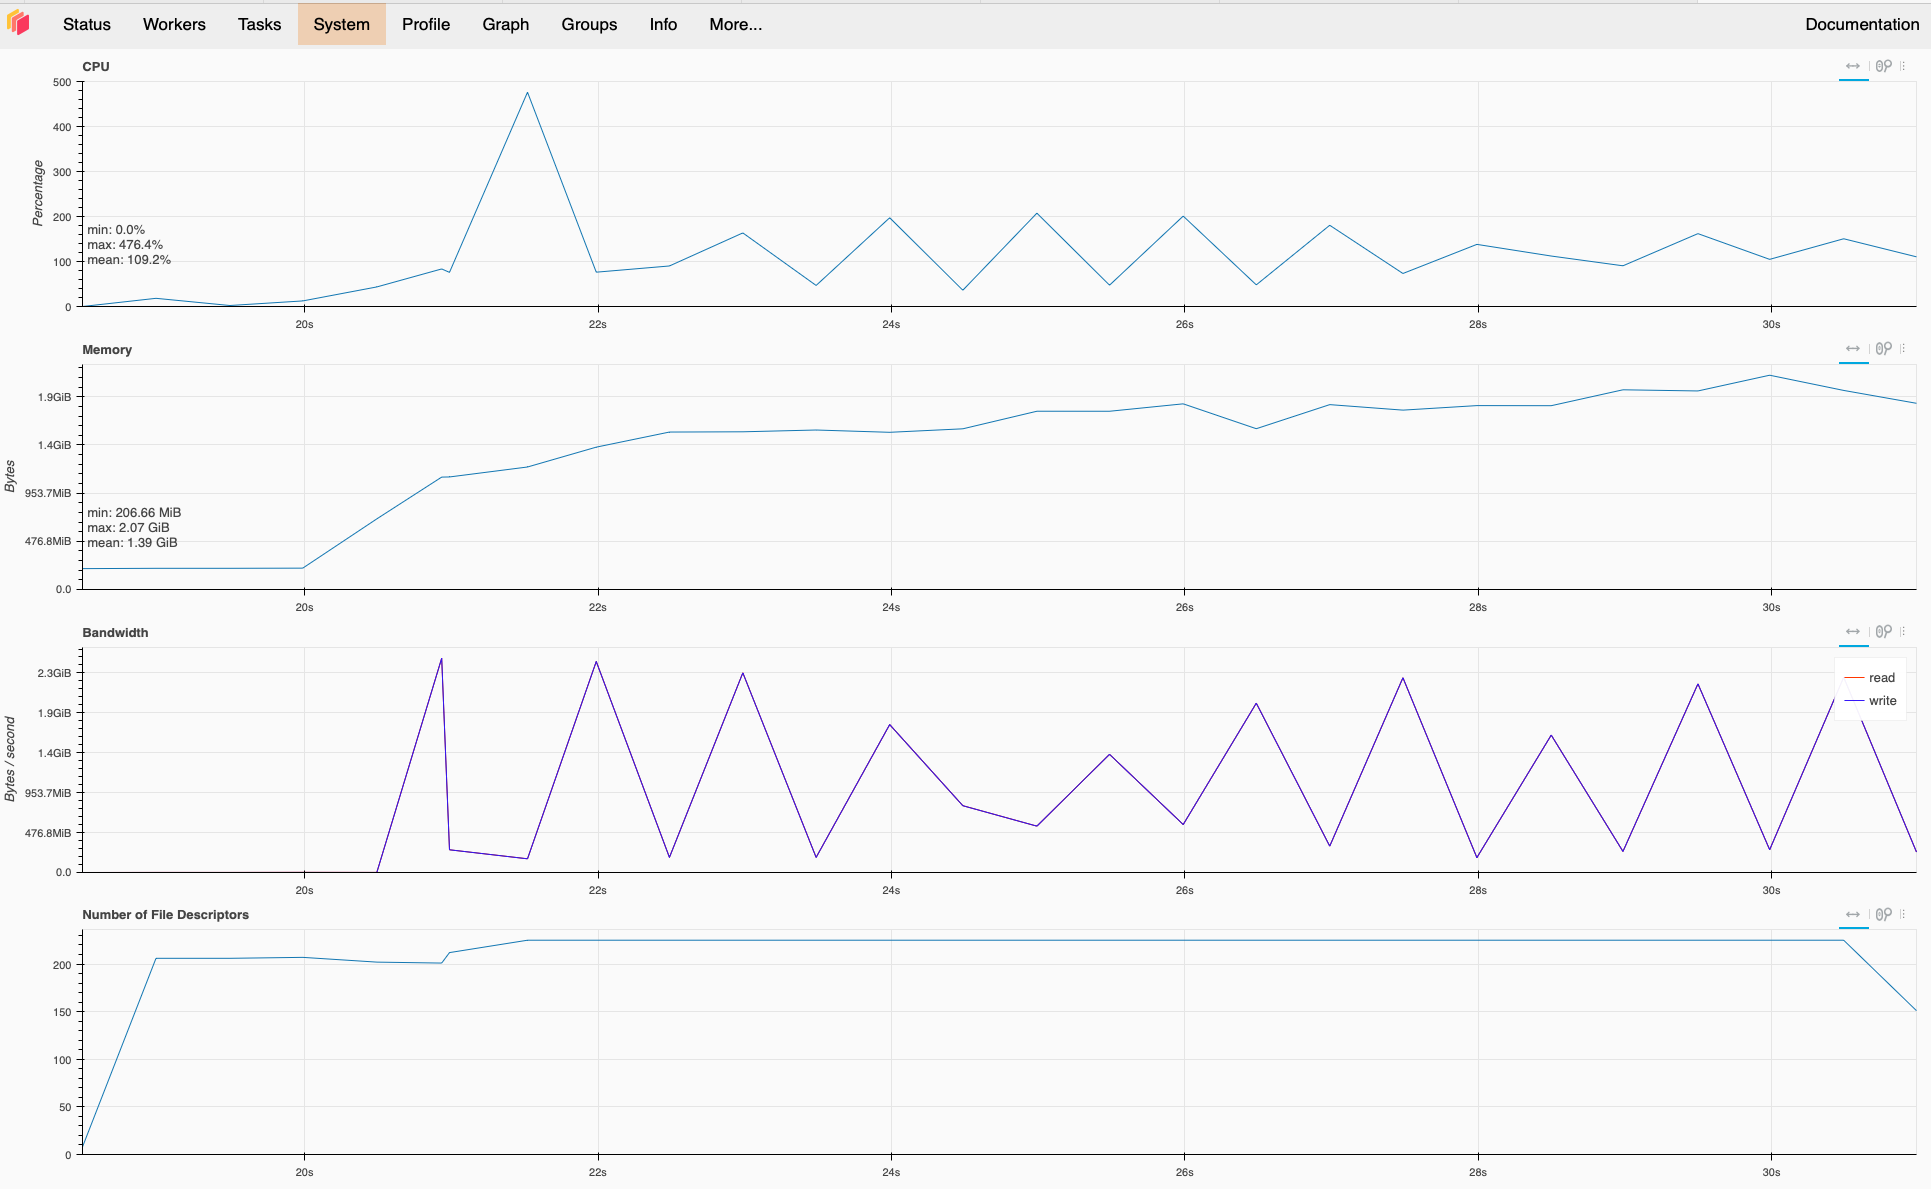 Status Workers Tasks System Profile Graph Groups Info More... Documentation
CPU
500
400
300
200
100
0
Percentage
min: 0.0%
max: 476.4%
mean: 109.2%
20s 22s 24s 26s 28s 30s
Memory
1.9GiB
1.4GiB
953.7MiB
476.8MiB
0.0
Bytes
min: 206.66 MiB
max: 2.07 GiB
mean: 1.39 GiB
20s 22s 24s 26s 28s 30s
Bandwidth
2.3GiB
1.9GiB
1.4GiB
953.7MiB
476.8MiB
0.0
Bytes / second
read
write
20s 22s 24s 26s 28s 30s
Number of File Descriptors
200
150
100
50
0
20s 22s 24s 26s 28s 30s